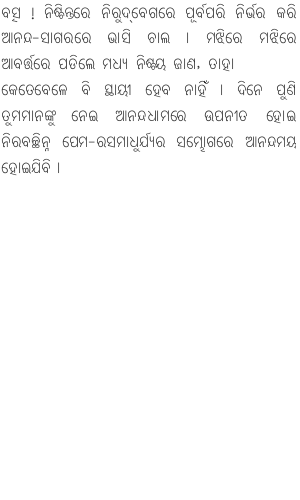 ବତ୍ସ ! ନିଶ୍ଚିନ୍ତରେ ନିରୁଦ୍‌ବେଗରେ ପୂର୍ବପରି ନିର୍ଭର କରି
ଆନନ୍ଦ-ସାଗରରେ ଭାସି ଚାଲ । ମଝିରେ ମଝିରେ
ଆବର୍ତ୍ତରେ ପଡିଲେ ମଧ୍ୟ ନିଶ୍ଚୟ ଜାଣ, ତାହା
କେତେବେଳେ ବି ସ୍ଥାୟୀ ହେବ ନାହିଁ । ଦିନେ ପୁଣି
ତୁମମାନଙ୍କୁ ନେଇ ଆନନ୍ଦଧାମରେ ଉପନୀତ ହୋଇ
ନିରବଚ୍ଛିନ୍ନ ପ୍ରେମ-ରସମାଧୁର୍ଯ୍ୟର ସମ୍ଭୋଗରେ ଆନନ୍ଦମୟ
ହୋଇଯିବି ।